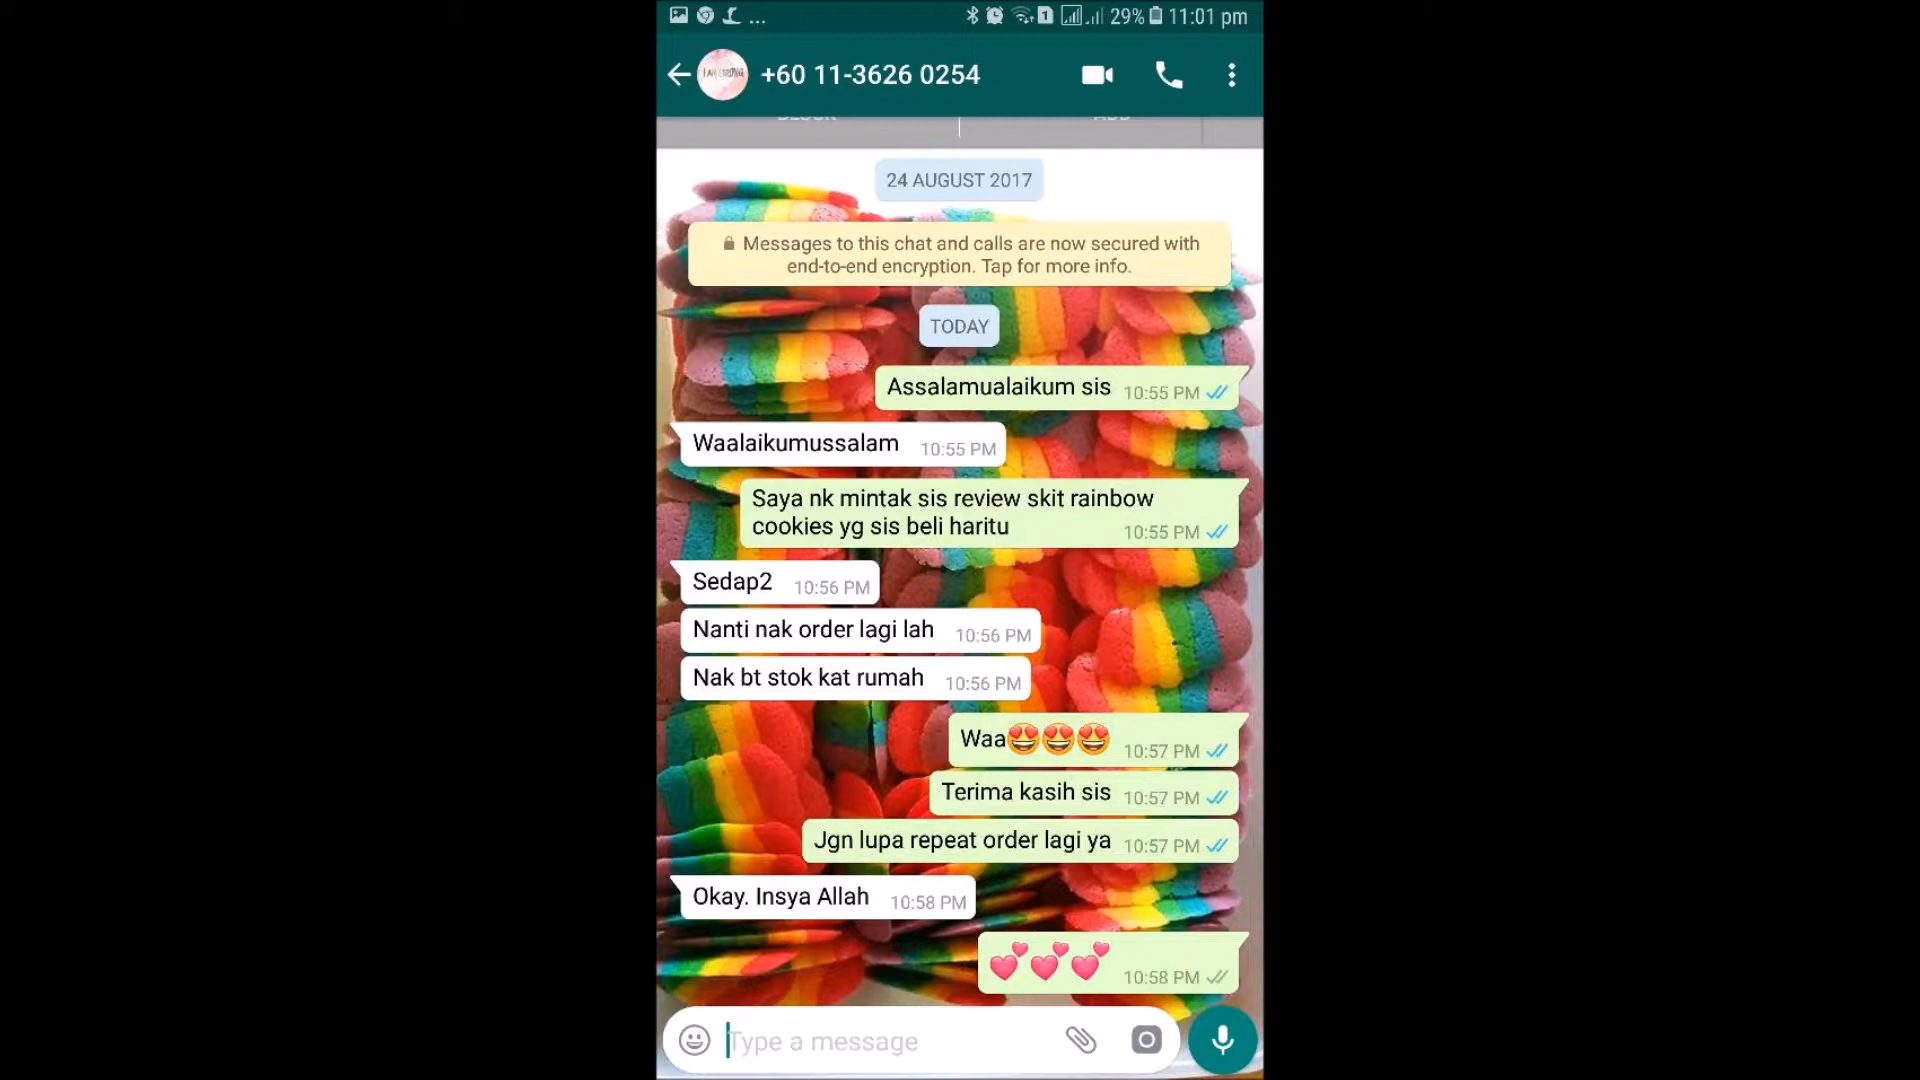 ... 1 29% 11:01 pm
I AM STRONG +60 11-3626 0254
BLOCK ADD
24 AUGUST 2017
Messages to this chat and calls are now secured with
end-to-end encryption. Tap for more info.
TODAY
Assalamualaikum sis 10:55 PM
Waalaikumussalam 10:55 PM
Saya nk mintak sis review skit rainbow
cookies yg sis beli haritu 10:55 PM
Sedap2 10:56 PM
Nanti nak order lagi lah 10:56 PM
Nak bt stok kat rumah 10:56 PM
Waa😍😍😍 10:57 PM
Terima kasih sis 10:57 PM
Jgn lupa repeat order lagi ya 10:57 PM
Okay. Insya Allah 10:58 PM
💕💕💕 10:58 PM
Type a message